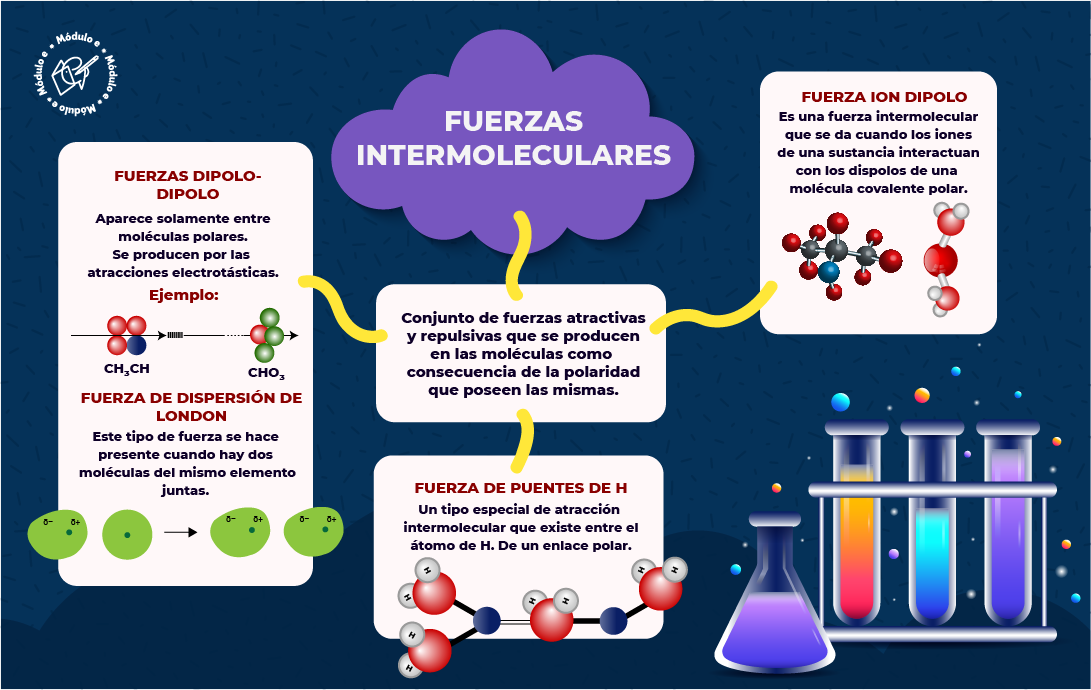 Módulo e • Módulo e • Módulo e • Módulo e •
FUERZAS
INTERMOLECULARES
FUERZAS DIPOLO-
DIPOLO
Aparece solamente entre
moléculas polares.
Se producen por las
atracciones electrotásticas.
Ejemplo:
CH₃CH
CHO₃
FUERZA DE DISPERSIÓN DE
LONDON
Este tipo de fuerza se hace
presente cuando hay dos
moléculas del mismo elemento
juntas.
δ− δ+ δ− δ+ δ− δ+
Conjunto de fuerzas atractivas
y repulsivas que se producen
en las moléculas como
consecuencia de la polaridad
que poseen las mismas.
FUERZA DE PUENTES DE H
Un tipo especial de atracción
intermolecular que existe entre el
átomo de H. De un enlace polar.
H H H H H H H H
FUERZA ION DIPOLO
Es una fuerza intermolecular
que se da cuando los iones
de una sustancia interactuan
con los dispolos de una
molécula covalente polar.